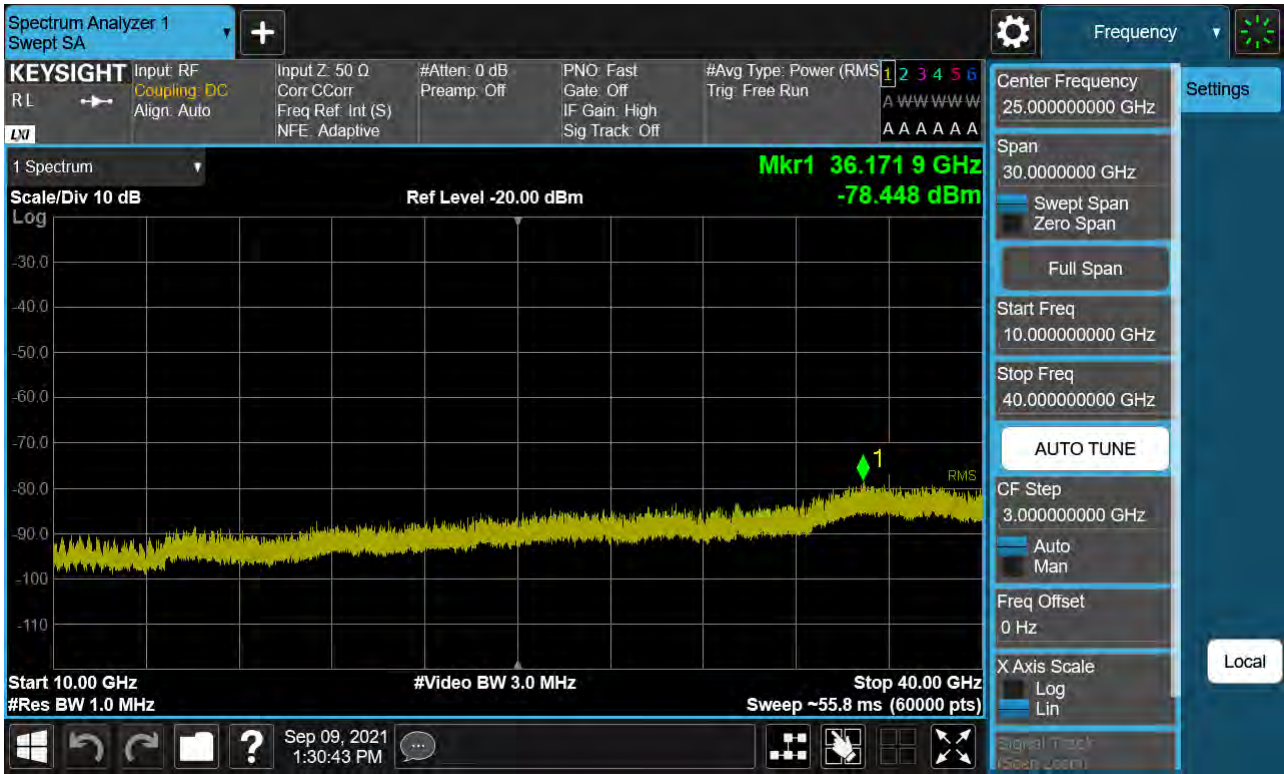 Spectrum Analyzer 1
Swept SA
Frequency
KEYSIGHT
RL
LXI
Input: RF
Coupling: DC
Align: Auto
Input Z: 50 Ω
Corr CCorr
Freq Ref: Int (S)
NFE: Adaptive
#Atten: 0 dB
Preamp: Off
PNO: Fast
Gate: Off
IF Gain: High
Sig Track: Off
#Avg Type: Power (RMS
Trig: Free Run
1 2 3 4 5 6
A W W W W W
A A A A A A
1 Spectrum
Scale/Div 10 dB
Log
Ref Level -20.00 dBm
Mkr1 36.171 9 GHz
-78.448 dBm
-30.0
-40.0
-50.0
-60.0
-70.0
-80.0
-90.0
-100
-110
1
RMS
Start 10.00 GHz
#Res BW 1.0 MHz
#Video BW 3.0 MHz
Stop 40.00 GHz
Sweep ~55.8 ms (60000 pts)
Center Frequency
25.000000000 GHz
Span
30.0000000 GHz
Swept Span
Zero Span
Full Span
Start Freq
10.000000000 GHz
Stop Freq
40.000000000 GHz
AUTO TUNE
CF Step
3.000000000 GHz
Auto
Man
Freq Offset
0 Hz
X Axis Scale
Log
Lin
Signal Track
(Span Zoom)
Settings
Local
?
Sep 09, 2021
1:30:43 PM